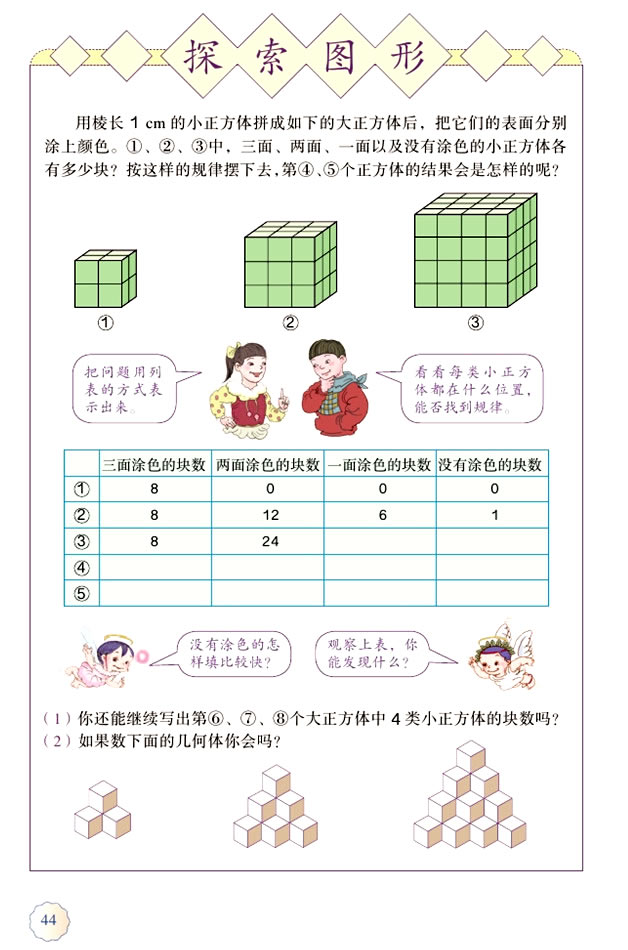 探索图形
用棱长 1 cm 的小正方体拼成如下的大正方体后，把它们的表面分别
涂上颜色。①、②、③中，三面、两面、一面以及没有涂色的小正方体各
有多少块？按这样的规律摆下去，第④、⑤个正方体的结果会是怎样的呢？
① ② ③
把问题用列
表的方式表
示出来。
看看每类小正方
体都在什么位置，
能否找到规律。
三面涂色的块数 两面涂色的块数 一面涂色的块数 没有涂色的块数
① 8 0 0 0
② 8 12 6 1
③ 8 24
④
⑤
没有涂色的怎
样填比较快？
观察上表，你
能发现什么？
（1）你还能继续写出第⑥、⑦、⑧个大正方体中 4 类小正方体的块数吗？
（2）如果数下面的几何体你会吗？
44